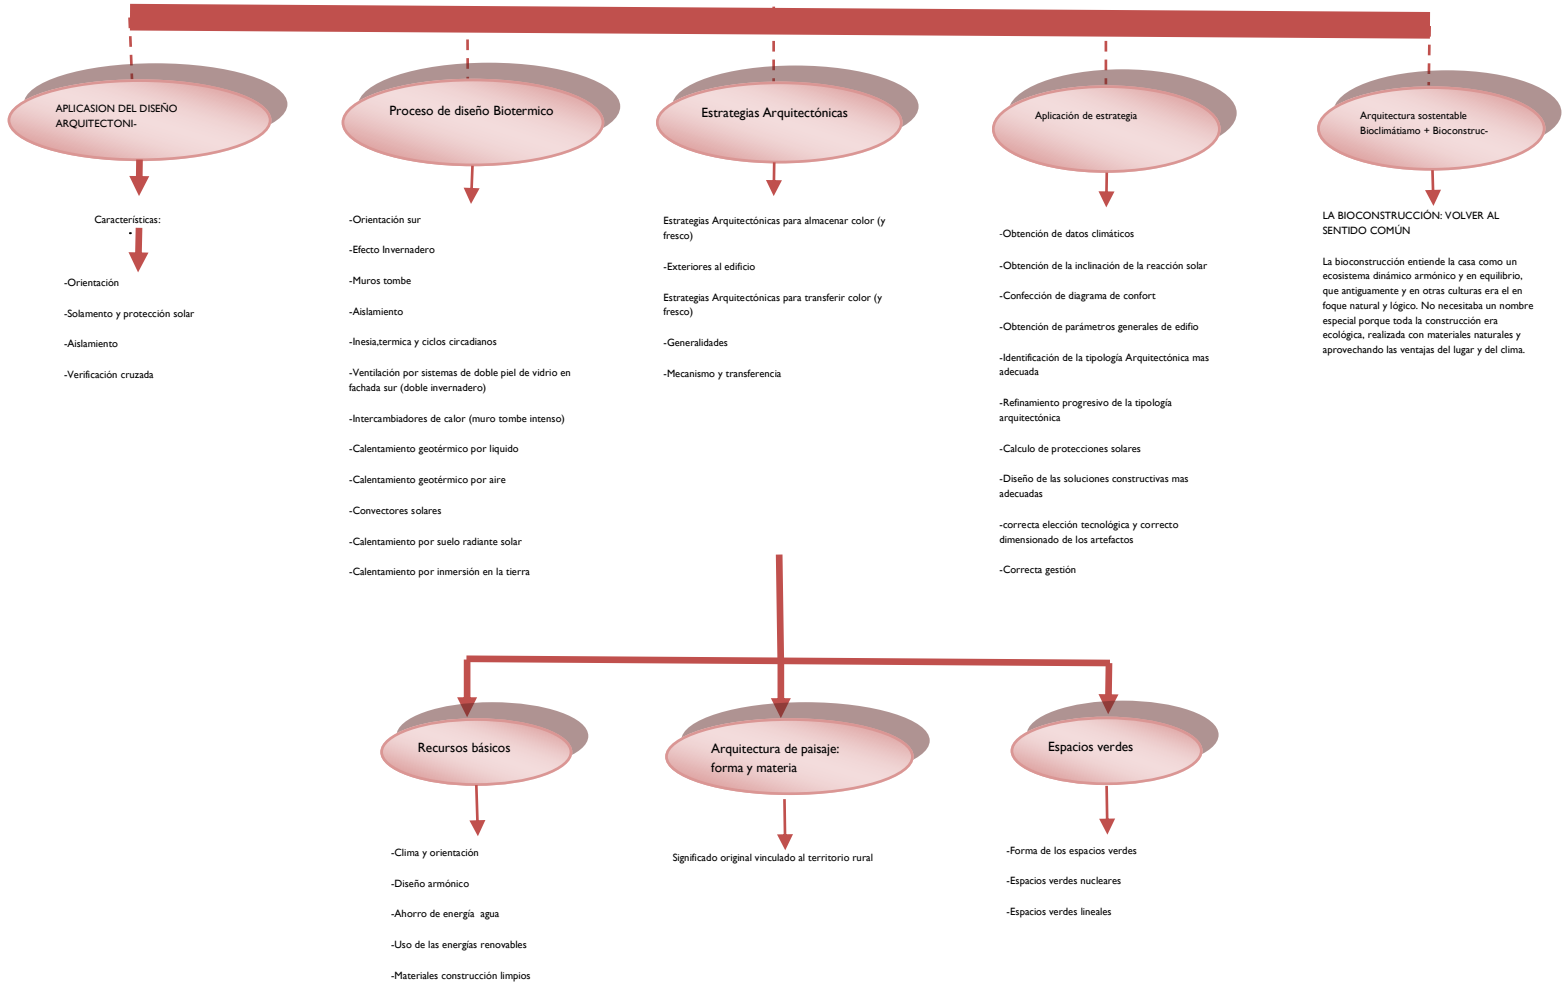 APLICASION DEL DISEÑO
ARQUITECTONI-
Características:
-
-Orientación
-Solamento y protección solar
-Aislamiento
-Verificación cruzada
Proceso de diseño Biotermico
-Orientación sur
-Efecto Invernadero
-Muros tombe
-Aislamiento
-Inesia,termica y ciclos circadianos
-Ventilación por sistemas de doble piel de vidrio en
fachada sur (doble invernadero)
-Intercambiadores de calor (muro tombe intenso)
-Calentamiento geotérmico por liquido
-Calentamiento geotérmico por aire
-Convectores solares
-Calentamiento por suelo radiante solar
-Calentamiento por inmersión en la tierra
Estrategias Arquitectónicas
Estrategias Arquitectónicas para almacenar color (y
fresco)
-Exteriores al edificio
Estrategias Arquitectónicas para transferir color (y
fresco)
-Generalidades
-Mecanismo y transferencia
Aplicación de estrategia
-Obtención de datos climáticos
-Obtención de la inclinación de la reacción solar
-Confección de diagrama de confort
-Obtención de parámetros generales de edifio
-Identificación de la tipología Arquitectónica mas
adecuada
-Refinamiento progresivo de la tipología
arquitectónica
-Calculo de protecciones solares
-Diseño de las soluciones constructivas mas
adecuadas
-correcta elección tecnológica y correcto
dimensionado de los artefactos
-Correcta gestión
Arquitectura sostentable
Bioclimátiamo + Bioconstruc-
LA BIOCONSTRUCCIÓN: VOLVER AL
SENTIDO COMÚN
La bioconstrucción entiende la casa como un
ecosistema dinámico armónico y en equilibrio,
que antiguamente y en otras culturas era el en
foque natural y lógico. No necesitaba un nombre
especial porque toda la construcción era
ecológica, realizada con materiales naturales y
aprovechando las ventajas del lugar y del clima.
Recursos básicos
-Clima y orientación
-Diseño armónico
-Ahorro de energía  agua
-Uso de las energías renovables
-Materiales construcción limpios
Arquitectura de paisaje:
forma y materia
Significado original vinculado al territorio rural
Espacios verdes
-Forma de los espacios verdes
-Espacios verdes nucleares
-Espacios verdes lineales